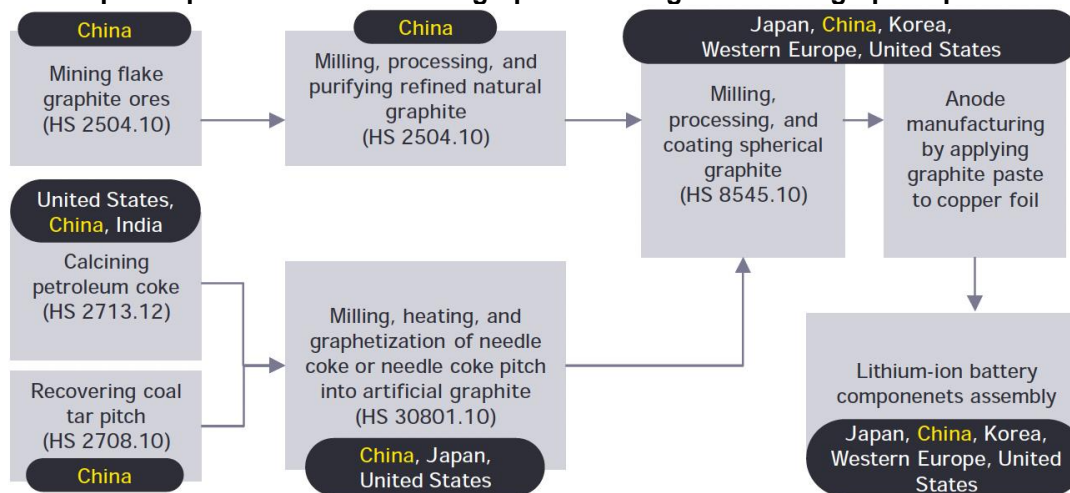 China
Mining flake
graphite ores
(HS 2504.10)
China
Milling, processing, and
purifying refined natural
graphite
(HS 2504.10)
Japan, China, Korea,
Western Europe, United States
Milling,
processing, and
coating spherical
graphite
(HS 8545.10)
Anode
manufacturing
by applying
graphite paste
to copper foil
United States,
China, India
Calcining
petroleum coke
(HS 2713.12)
Recovering coal
tar pitch
(HS 2708.10)
China
Milling, heating, and
graphetization of needle
coke or needle coke pitch
into artificial graphite
(HS 30801.10)
China, Japan,
United States
Lithium-ion battery
componenets assembly
Japan, China, Korea,
Western Europe, United
States